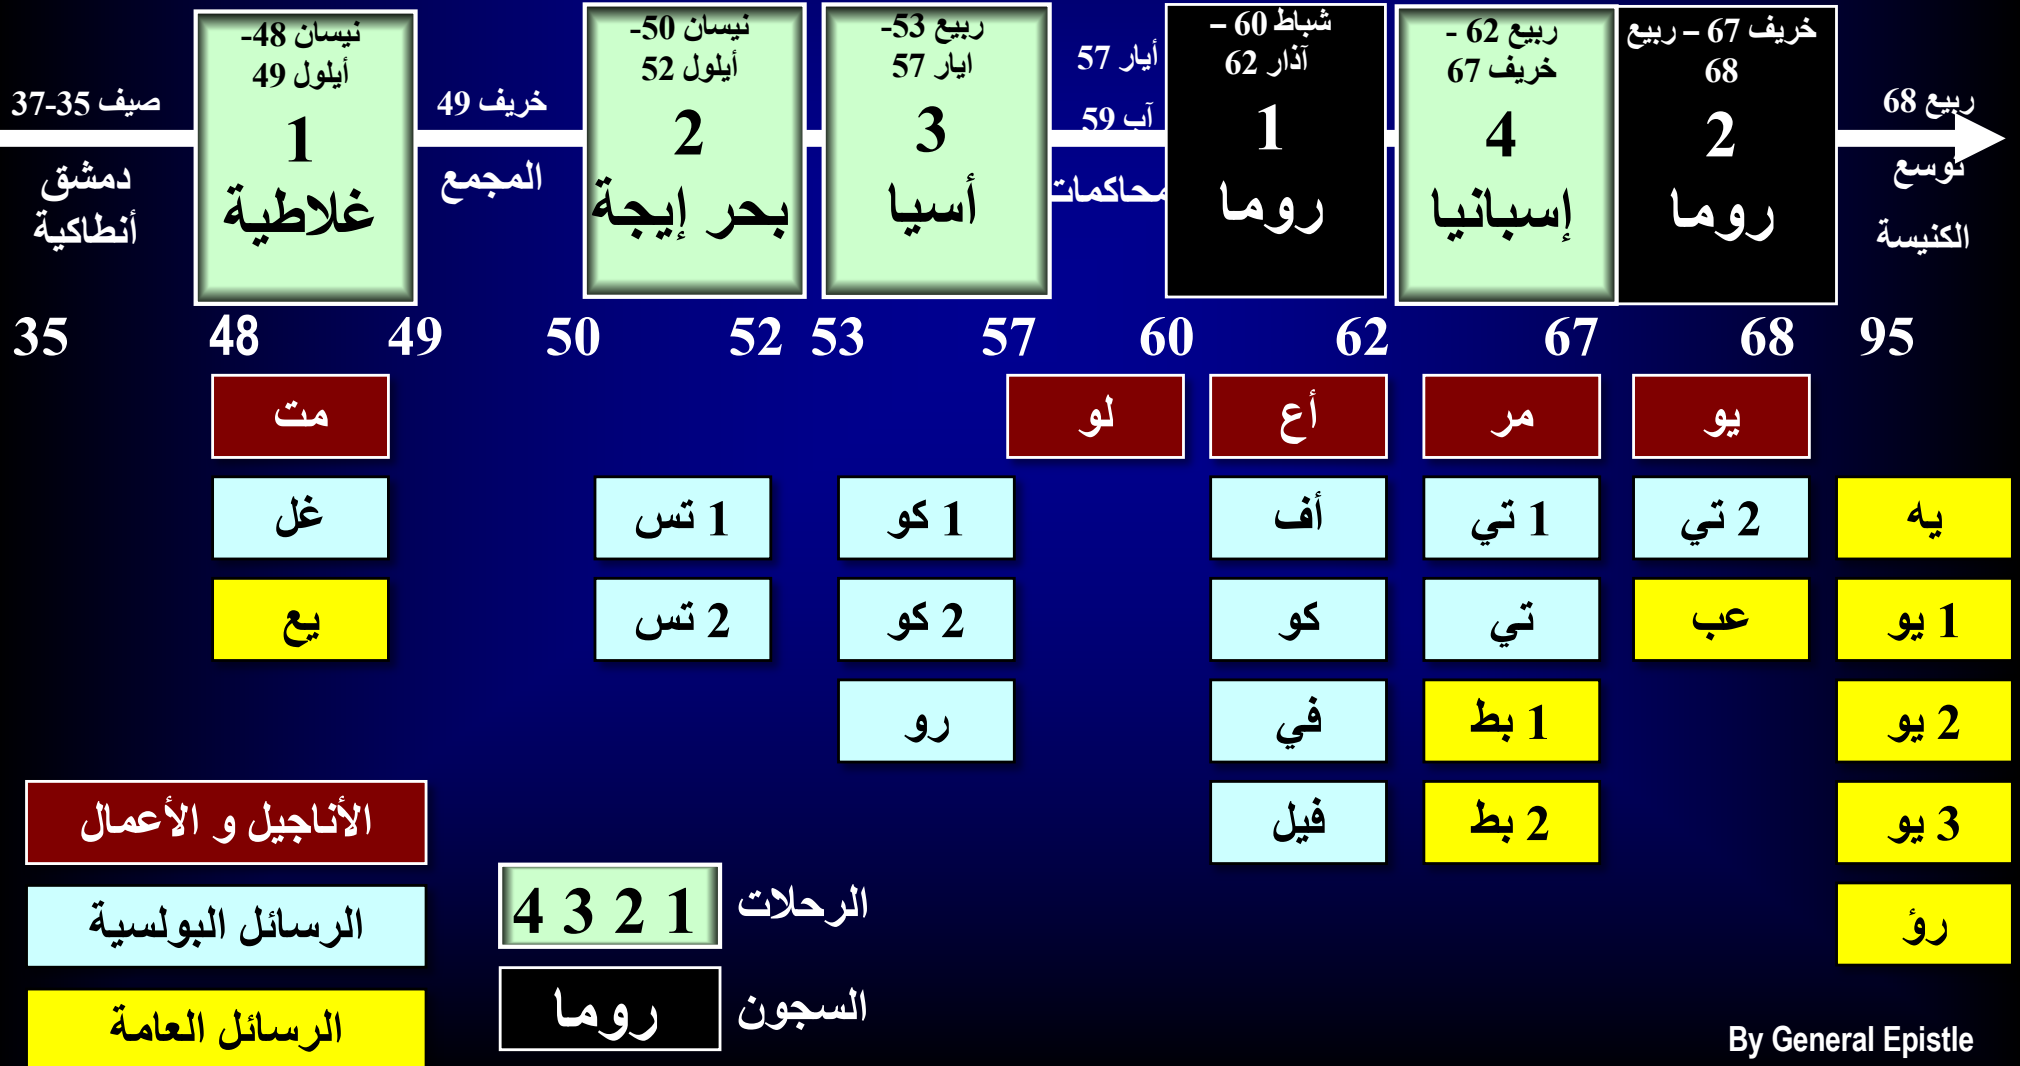 صيف 35-37
دمشق
أنطاكية
نيسان 48-
أيلول 49
1
غلاطية
خريف 49
المجمع
نيسان 50-
أيلول 52
2
بحر إيجة
ربيع 53-
ايار 57
3
أسيا
أيار 57
آب 59
محاكمات
شباط 60 –
آذار 62
1
روما
ربيع 62 -
خريف 67
4
إسبانيا
خريف 67 – ربيع
68
2
روما
ربيع 68
توسع
الكنيسة
35 48 49 50 52 53 57 60 62 67 68 95
مت
لو
أع
مر
يو
غل
1 تس
1 كو
أف
1 تي
2 تي
يه
يع
2 تس
2 كو
كو
تي
عب
1 يو
رو
في
1 بط
2 يو
فيل
2 بط
3 يو
رؤ
الأناجيل و الأعمال
الرسائل البولسية
الرسائل العامة
الرحلات
1 2 3 4
السجون
روما
By General Epistle